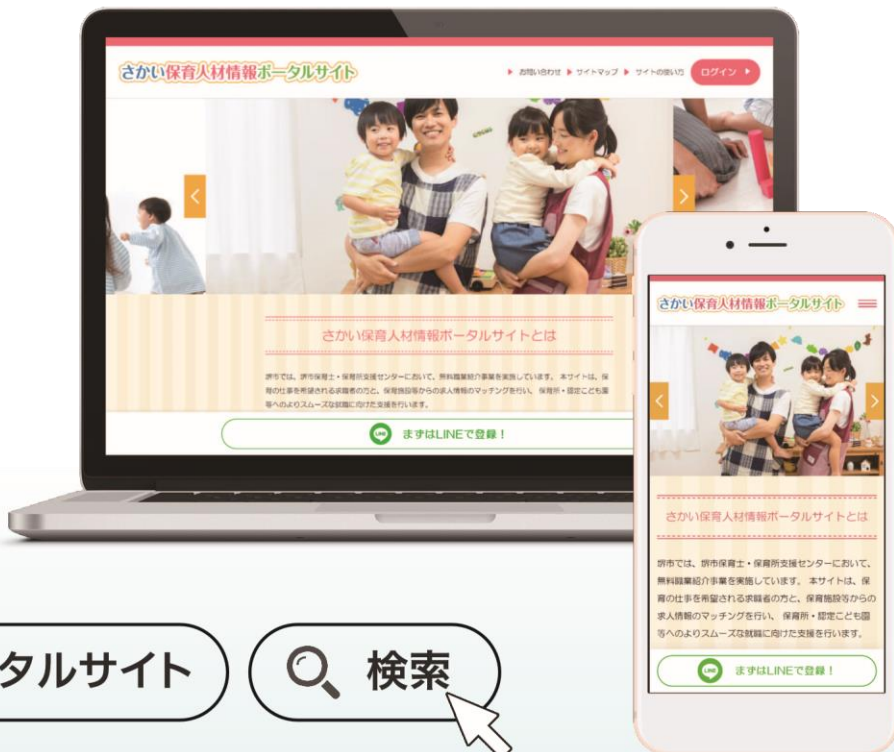 さかい保育人材情報ポータルサイト
お問い合わせ サイトマップ サイトの使い方 ログイン
さかい保育人材情報ポータルサイトとは
堺市では、堺市保育士・保育所支援センターにおいて、無料職業紹介事業を実施しています。 本サイトは、保
育の仕事を希望される求職者の方と、保育施設等からの求人情報のマッチングを行い、 保育所・認定こども園
等へのよりスムーズな就職に向けた支援を行います。
LINE まずはLINEで登録！
さかい保育人材情報ポータルサイト
さかい保育人材情報ポータルサイトとは
堺市では、堺市保育士・保育所支援センターにおいて、
無料職業紹介事業を実施しています。 本サイトは、保
育の仕事を希望される求職者の方と、保育施設等からの
求人情報のマッチングを行い、 保育所・認定こども園
等へのよりスムーズな就職に向けた支援を行います。
LINE まずはLINEで登録！
タルサイト 検索